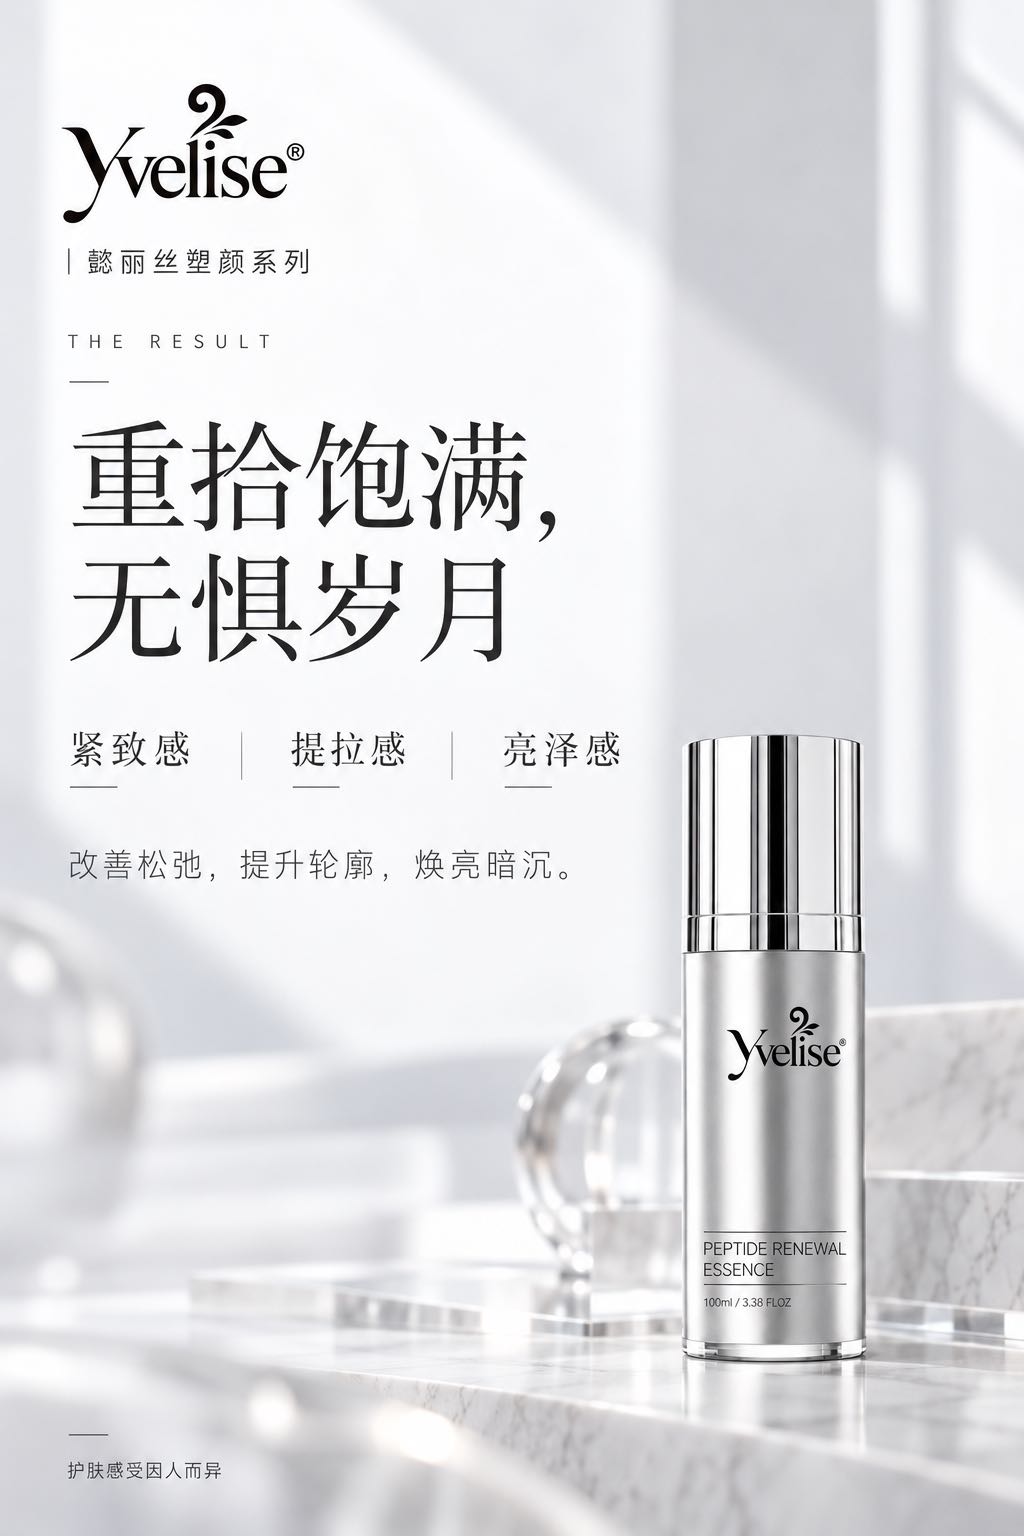 Yvelise®
懿丽丝塑颜系列
THE RESULT
重拾饱满，
无惧岁月
紧致感 提拉感 亮泽感
改善松弛，提升轮廓，焕亮暗沉。
Yvelise®
PEPTIDE RENEWAL
ESSENCE
100ml / 3.38 FLOZ
护肤感受因人而异